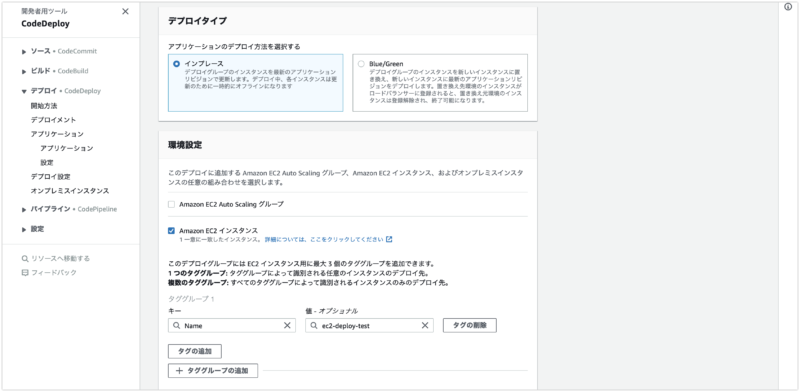 開発者用ツール
CodeDeploy
ソース • CodeCommit
ビルド • CodeBuild
デプロイ • CodeDeploy
開始方法
デプロイメント
アプリケーション
アプリケーション
設定
デプロイ設定
オンプレミスインスタンス
パイプライン • CodePipeline
設定
リソースへ移動する
フィードバック
デプロイタイプ
アプリケーションのデプロイ方法を選択する
インプレース
デプロイグループのインスタンスを最新のアプリケーション
リビジョンで更新します。デプロイ中、各インスタンスは更
新のために一時的にオフラインになります
Blue/Green
デプロイグループのインスタンスを新しいインスタンスに置
き換え、新しいインスタンスに最新のアプリケーションリビ
ジョンをデプロイします。置き換え先環境のインスタンスが
ロードバランサーに登録されると、置き換え元環境のインス
タンスは登録解除され、終了可能になります。
環境設定
このデプロイに追加する Amazon EC2 Auto Scaling グループ、Amazon EC2 インスタンス、およびオンプレミスインスタ
ンスの任意の組み合わせを選択します。
Amazon EC2 Auto Scaling グループ
Amazon EC2 インスタンス
1 一意に一致したインスタンス。 詳細については、ここをクリックしてください
このデプロイグループには EC2 インスタンス用に最大 3 個のタググループを追加できます。
1 つのタググループ: タググループによって識別される任意のインスタンスのデプロイ先。
複数のタググループ: すべてのタググループによって識別されるインスタンスのみのデプロイ先。
タググループ 1
キー
値 - オプショナル
Name
ec2-deploy-test
タグの削除
タグの追加
+ タググループの追加